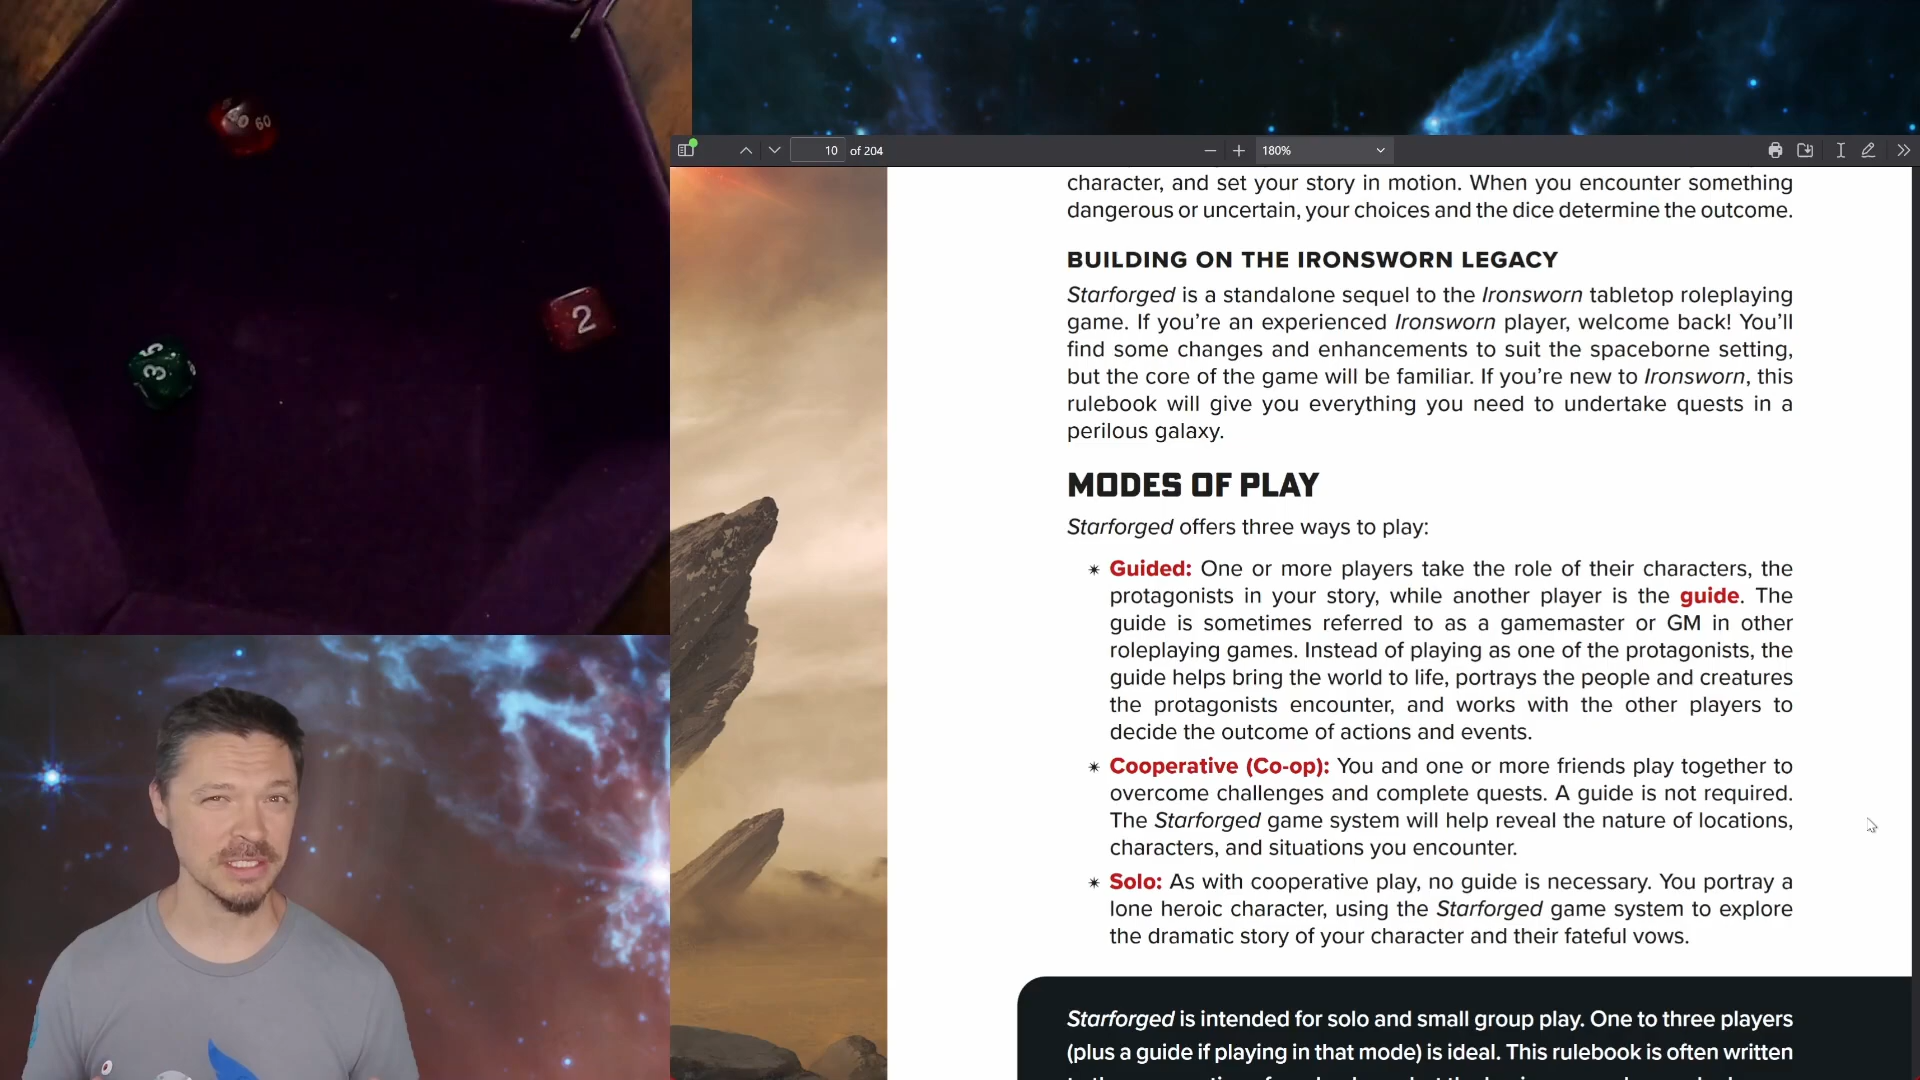 40 60
2
3 5
10 of 204
180%
character, and set your story in motion. When you encounter something
dangerous or uncertain, your choices and the dice determine the outcome.
BUILDING ON THE IRONSWORN LEGACY
Starforged is a standalone sequel to the Ironsworn tabletop roleplaying
game. If you’re an experienced Ironsworn player, welcome back! You’ll
find some changes and enhancements to suit the spaceborne setting,
but the core of the game will be familiar. If you’re new to Ironsworn, this
rulebook will give you everything you need to undertake quests in a
perilous galaxy.
MODES OF PLAY
Starforged offers three ways to play:
Guided: One or more players take the role of their characters, the
protagonists in your story, while another player is the guide. The
guide is sometimes referred to as a gamemaster or GM in other
roleplaying games. Instead of playing as one of the protagonists, the
guide helps bring the world to life, portrays the people and creatures
the protagonists encounter, and works with the other players to
decide the outcome of actions and events.
Cooperative (Co-op): You and one or more friends play together to
overcome challenges and complete quests. A guide is not required.
The Starforged game system will help reveal the nature of locations,
characters, and situations you encounter.
Solo: As with cooperative play, no guide is necessary. You portray a
lone heroic character, using the Starforged game system to explore
the dramatic story of your character and their fateful vows.
Starforged is intended for solo and small group play. One to three players
(plus a guide if playing in that mode) is ideal. This rulebook is often written